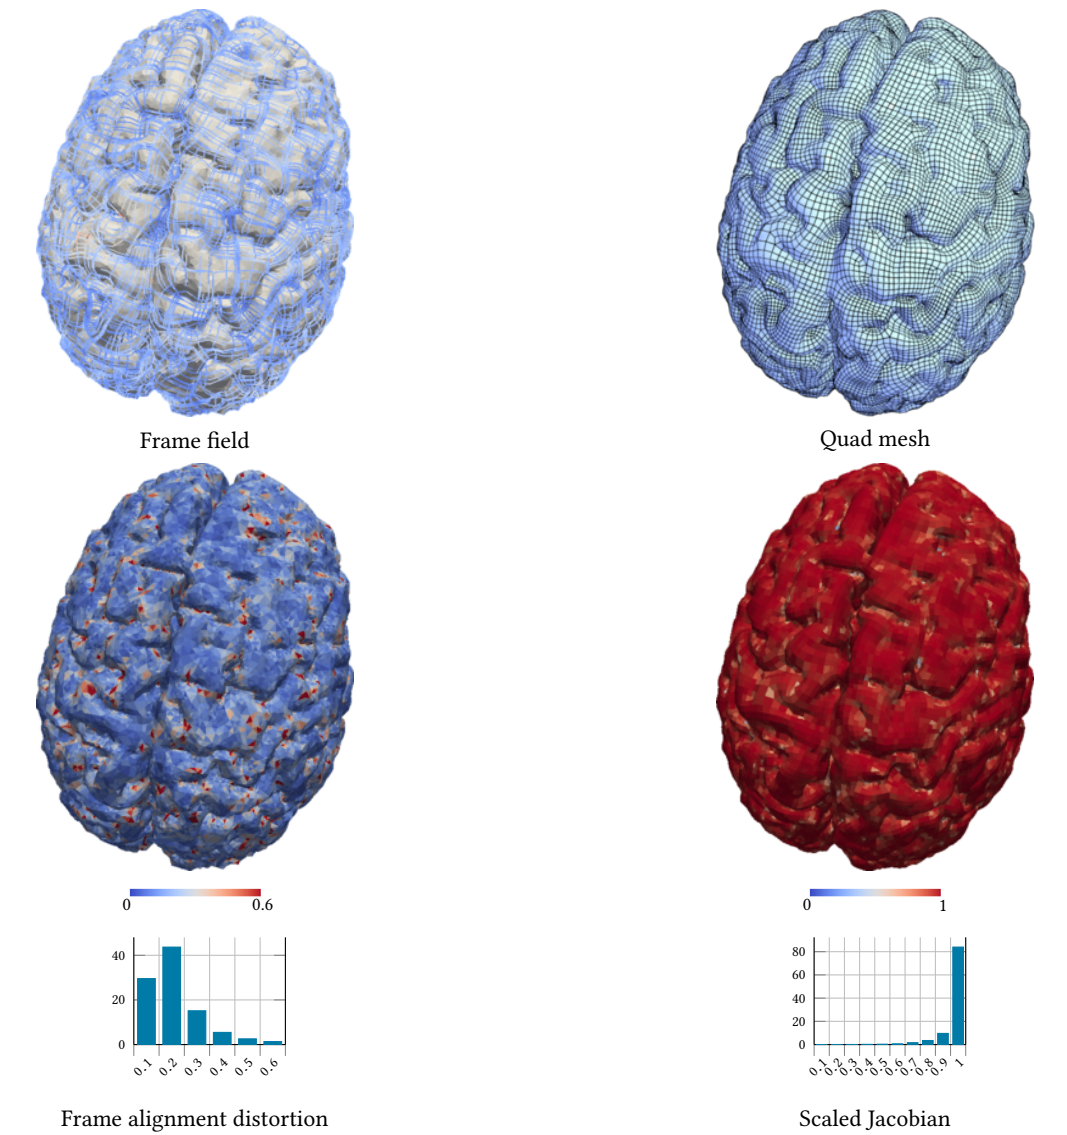 Frame field
Quad mesh
0 0.6
0 1
40
20
0
0.1 0.2 0.3 0.4 0.5 0.6
80
60
40
20
0
0.1 0.2 0.3 0.4 0.5 0.6 0.7 0.8 0.9 1
Frame alignment distortion
Scaled Jacobian